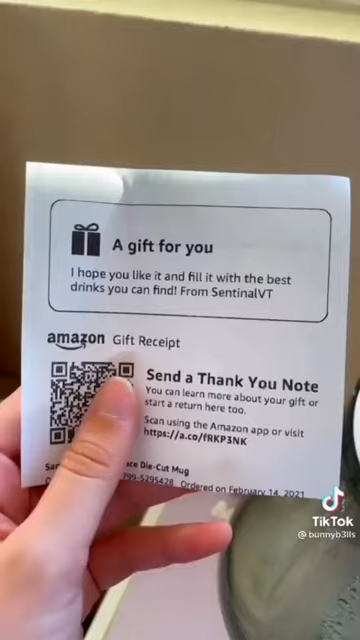 A gift for you
I hope you like it and fill it with the best
drinks you can find! From SentinalVT
amazon Gift Receipt
Send a Thank You Note
You can learn more about your gift or
start a return here too.
Scan using the Amazon app or visit
https://a.co/fRKP3NK
Die-Cut Mug
5295428 Ordered on February 14, 2021
TikTok
@bunnyb3lls